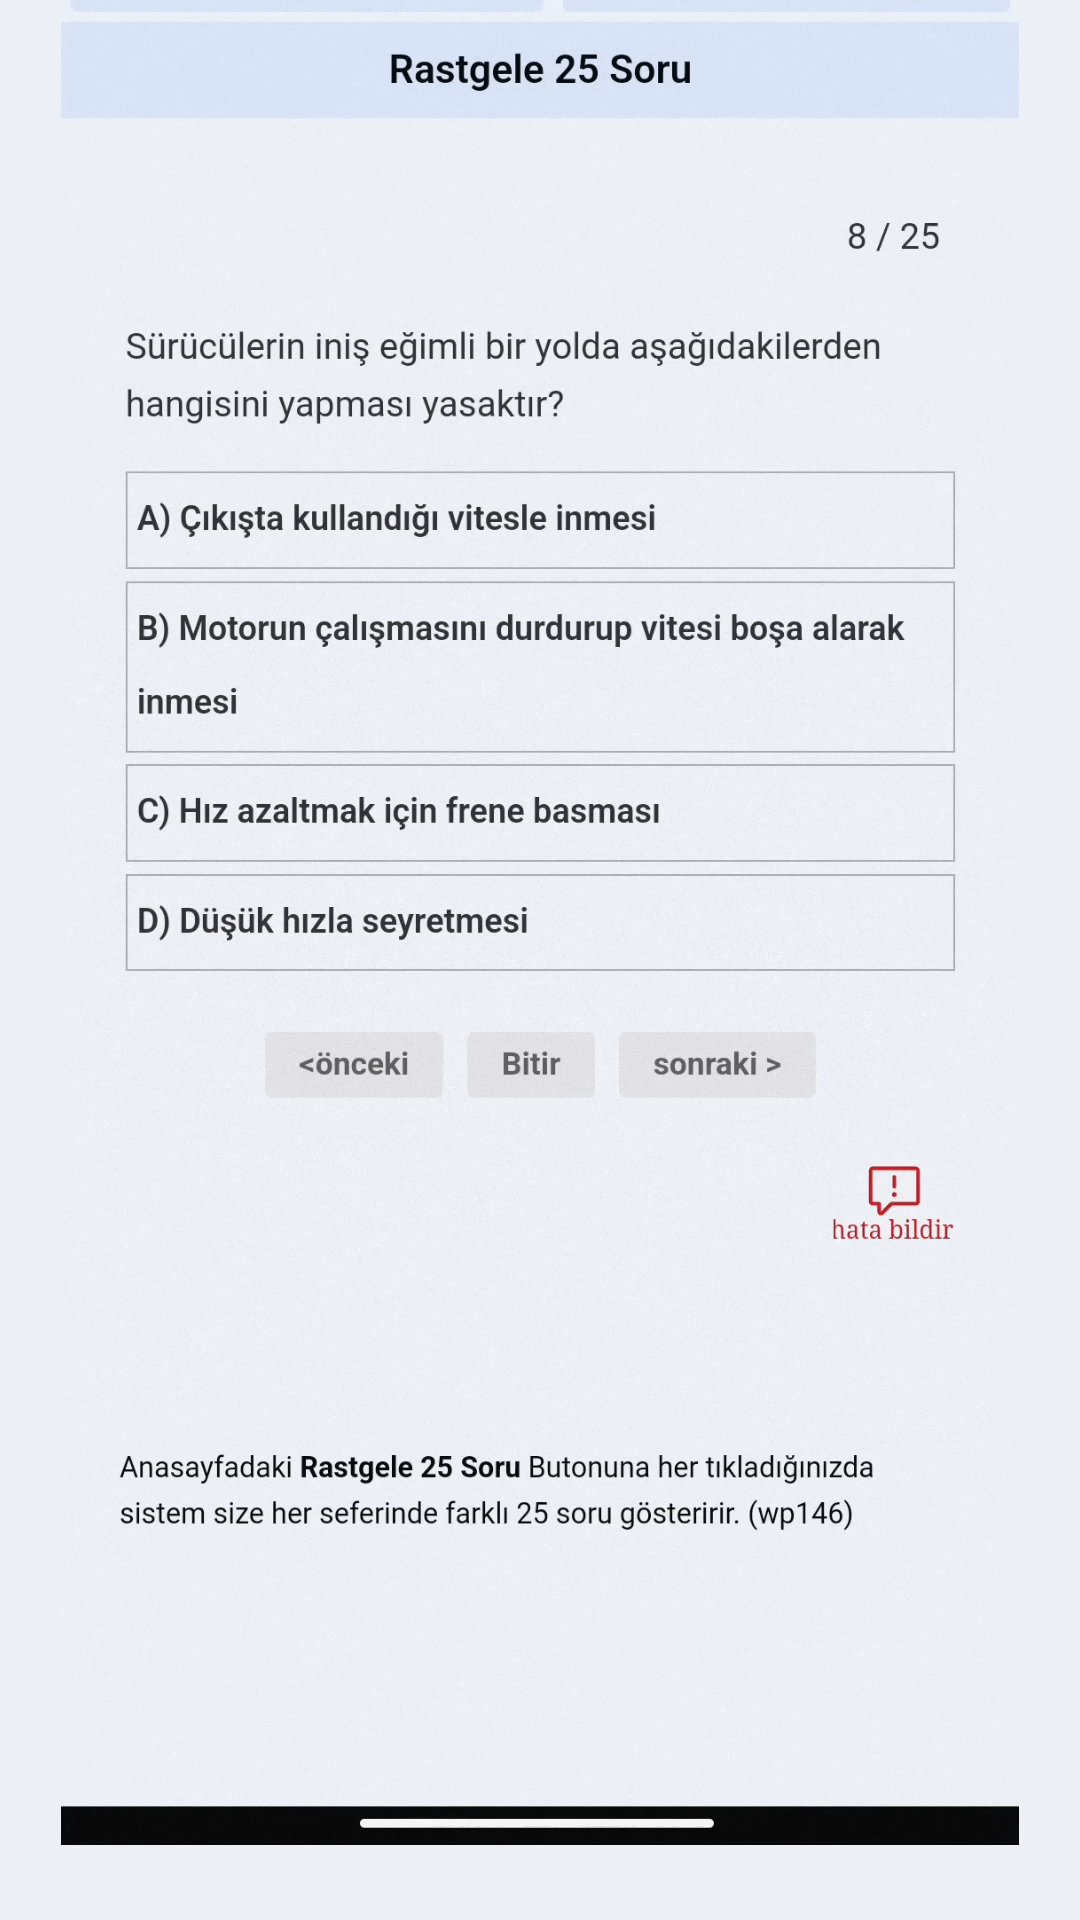 Rastgele 25 Soru
8 / 25
Sürücülerin iniş eğimli bir yolda aşağıdakilerden
hangisini yapması yasaktır?
A) Çıkışta kullandığı vitesle inmesi
B) Motorun çalışmasını durdurup vitesi boşa alarak
inmesi
C) Hız azaltmak için frene basması
D) Düşük hızla seyretmesi
<önceki Bitir sonraki >
!
hata bildir
Anasayfadaki Rastgele 25 Soru Butonuna her tıkladığınızda
sistem size her seferinde farklı 25 soru gösteririr. (wp146)